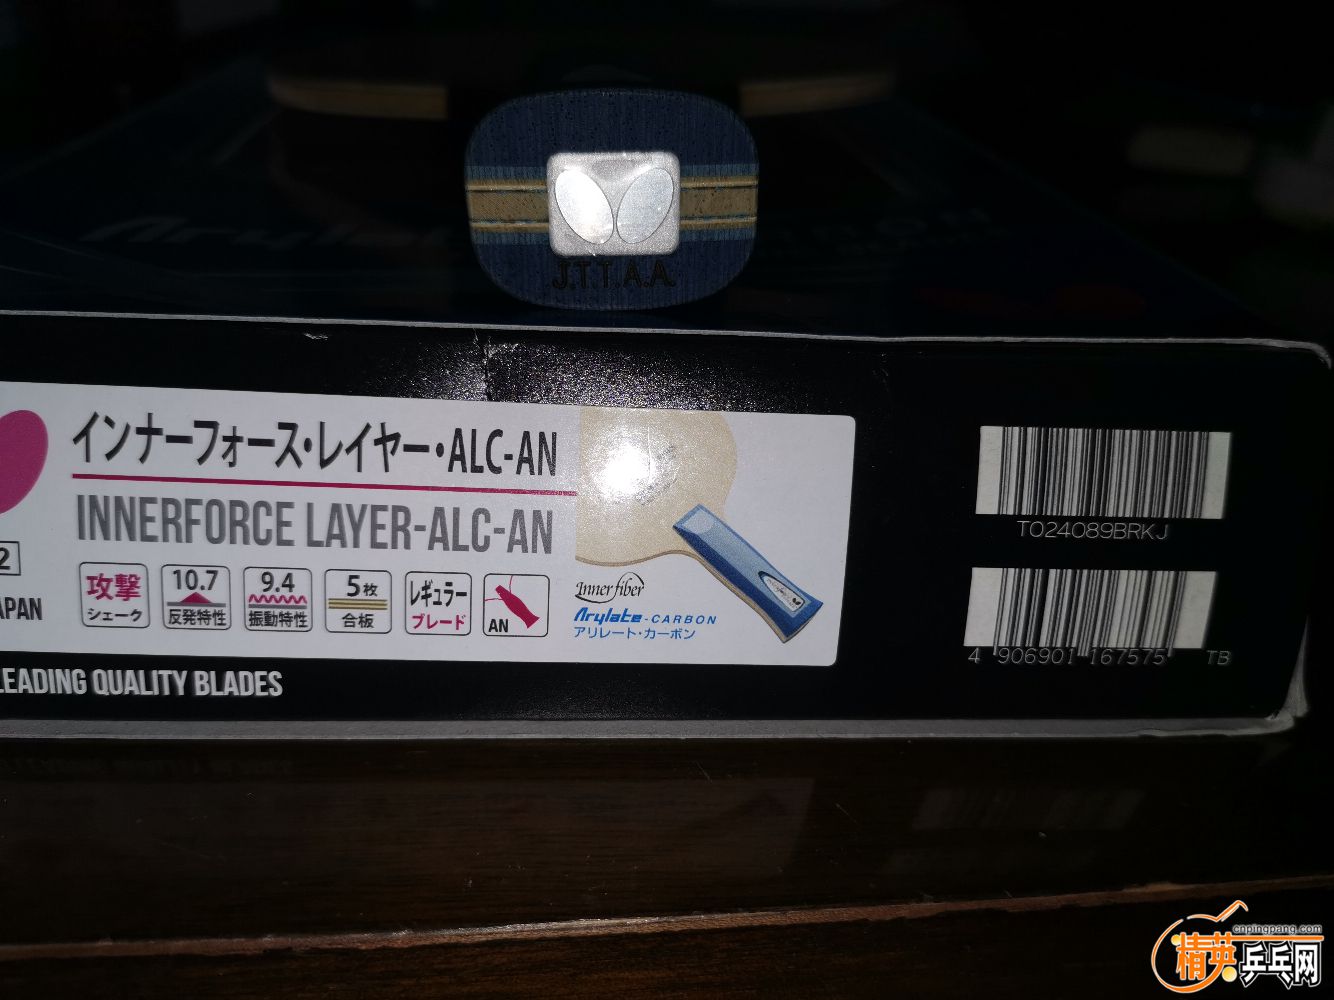 J.T.T.A.A.
インナーフォース・レイヤー・ALC-AN
INNERFORCE LAYER-ALC-AN
2
APAN
攻撃
シェーク
10.7
反発特性
9.4
振動特性
5枚
合板
レギュラー
ブレード
AN
Innerfiber
Arylate-CARBON
アリレート・カーボン
LEADING QUALITY BLADES
T024089BRKJ
4 906901 167575 TB
cnpingpang.com
精英乒乓网